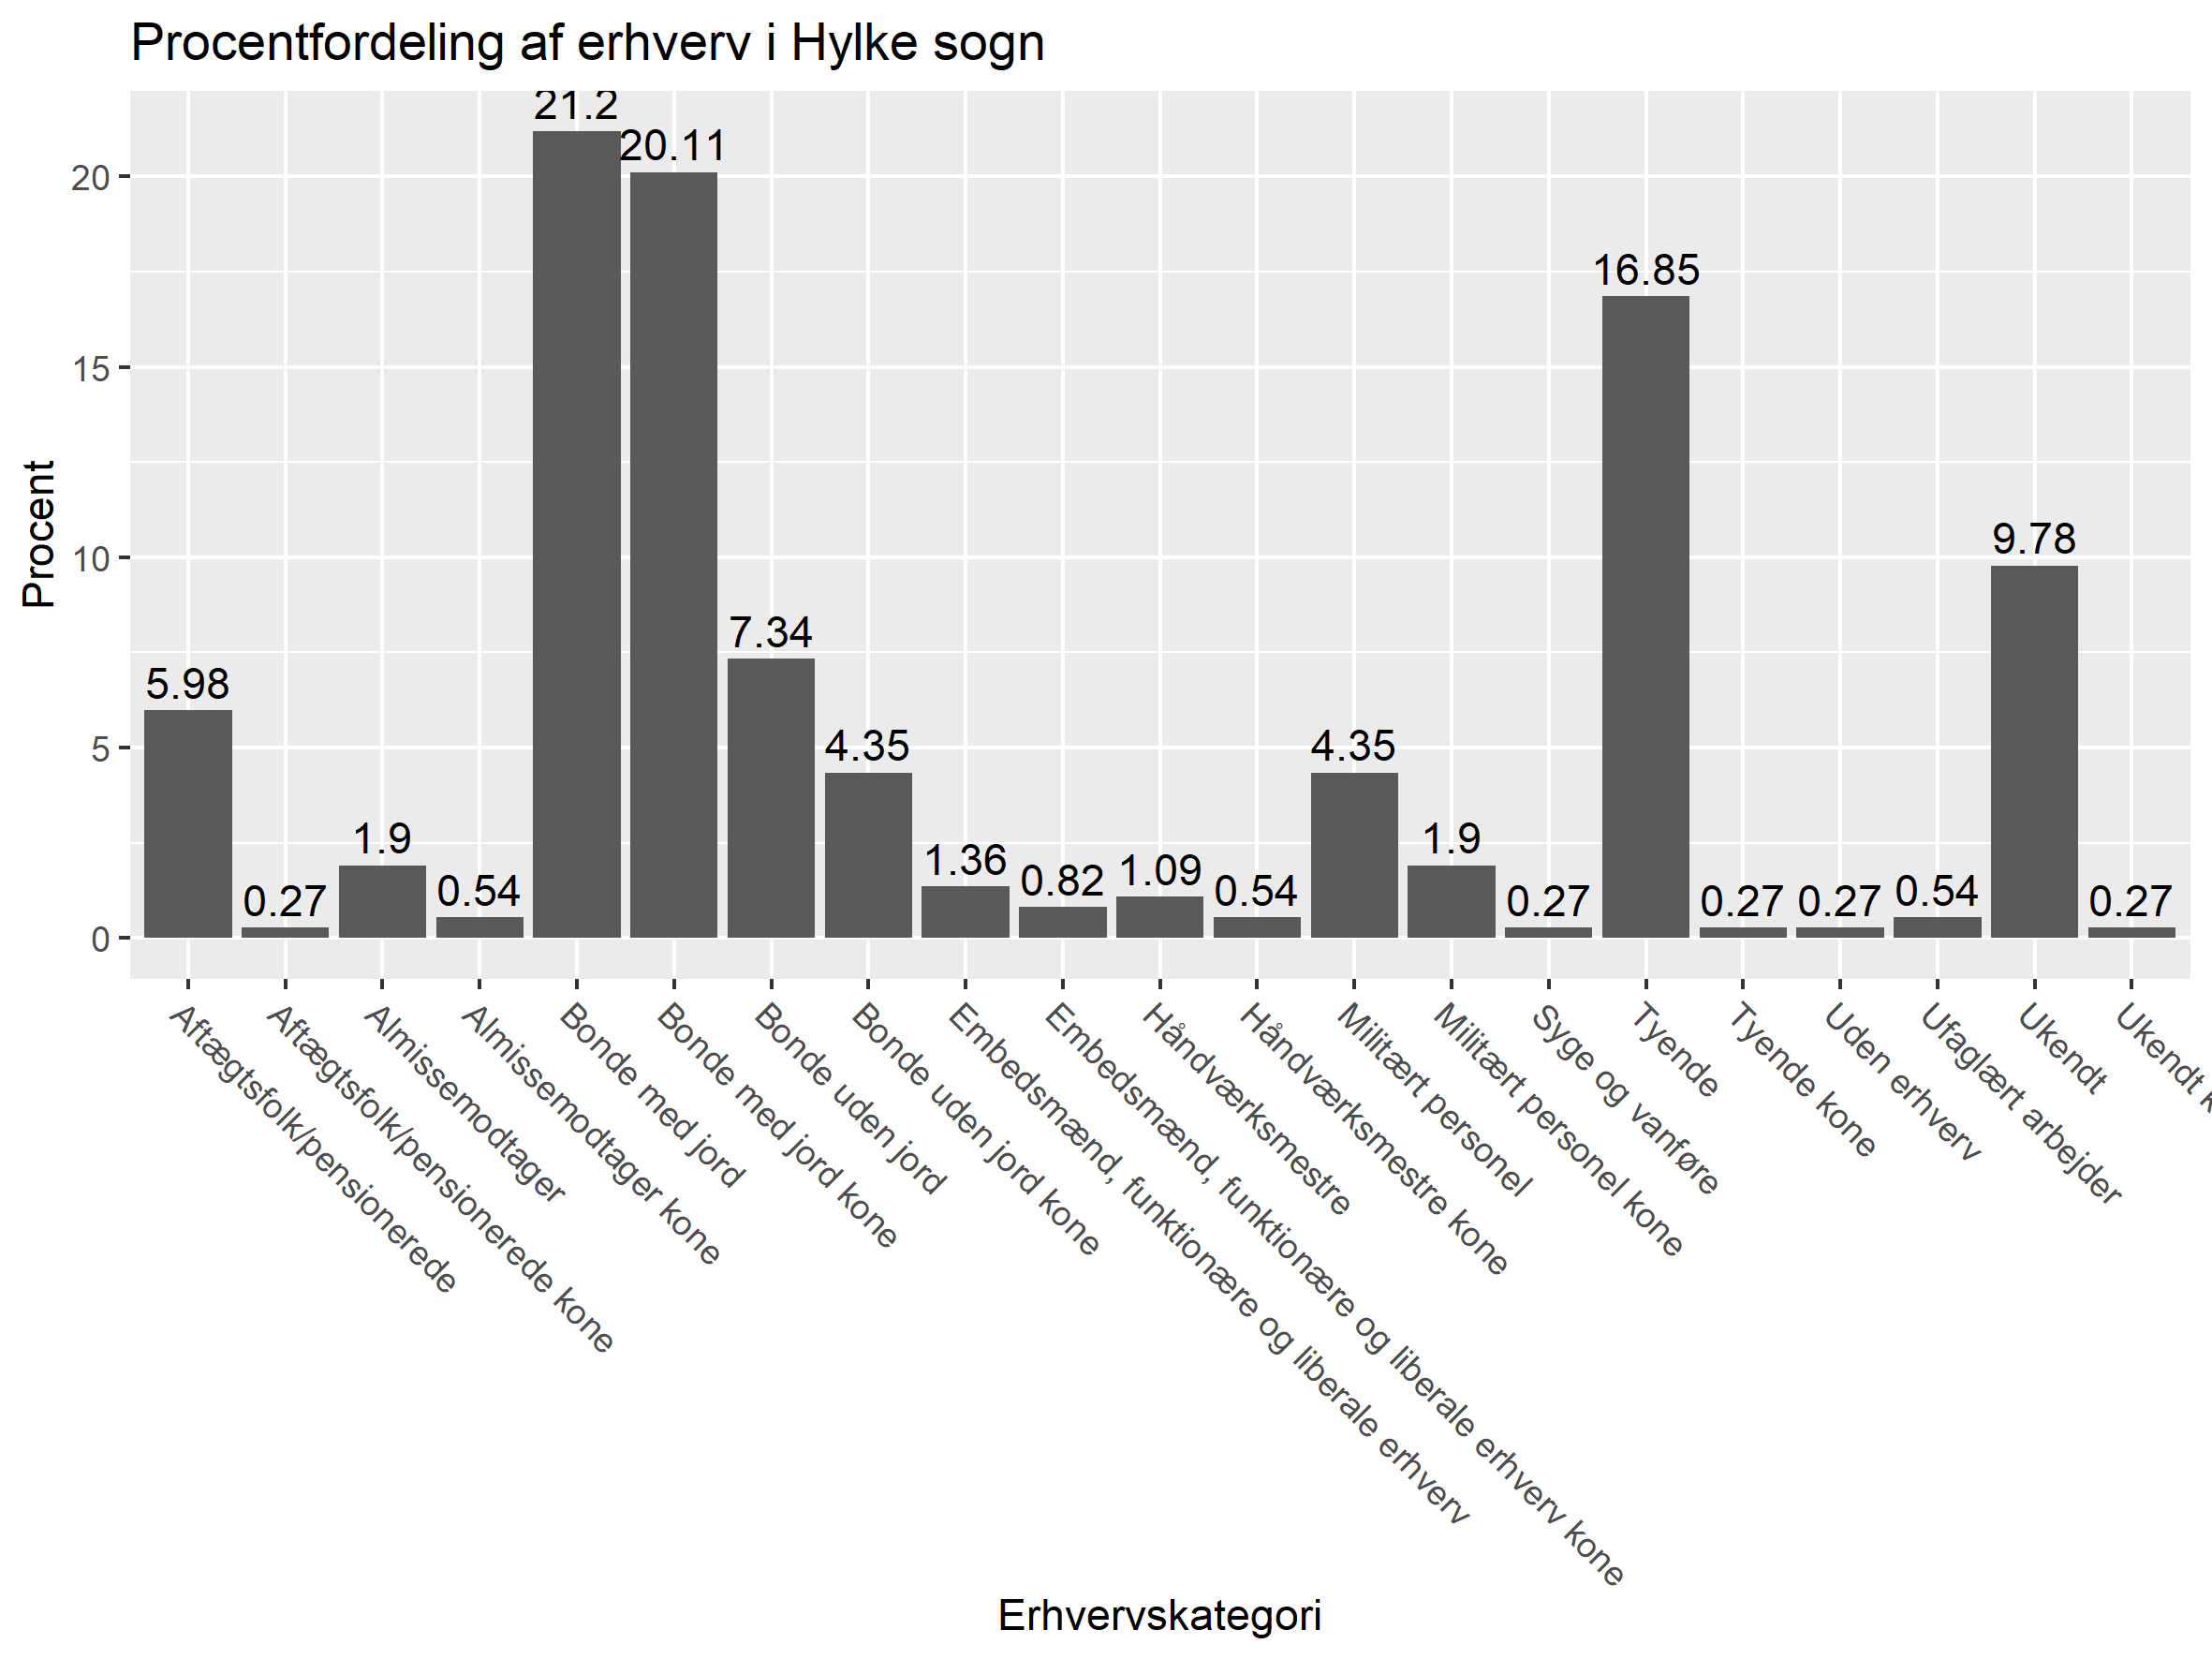 Procentfordeling af erhverv i Hylke sogn
Procent
20
15
10
5
0
5.98
0.27
1.9
0.54
21.2
20.11
7.34
4.35
1.36
0.82
1.09
0.54
4.35
1.9
0.27
16.85
0.27
0.27
0.54
9.78
0.27
Aftægtsfolk/pensionerede
Aftægtsfolk/pensionerede kone
Almissemodtager
Almissemodtager kone
Bonde med jord
Bonde med jord kone
Bonde uden jord
Bonde uden jord kone
Embedsmænd, funktionære og liberale erhverv
Embedsmænd, funktionære og liberale erhverv kone
Håndværksmestre
Håndværksmestre kone
Militært personel
Militært personel kone
Syge og vanføre
Tyende
Tyende kone
Uden erhverv
Ufaglært arbejder
Ukendt
Ukendt
Erhvervskategori